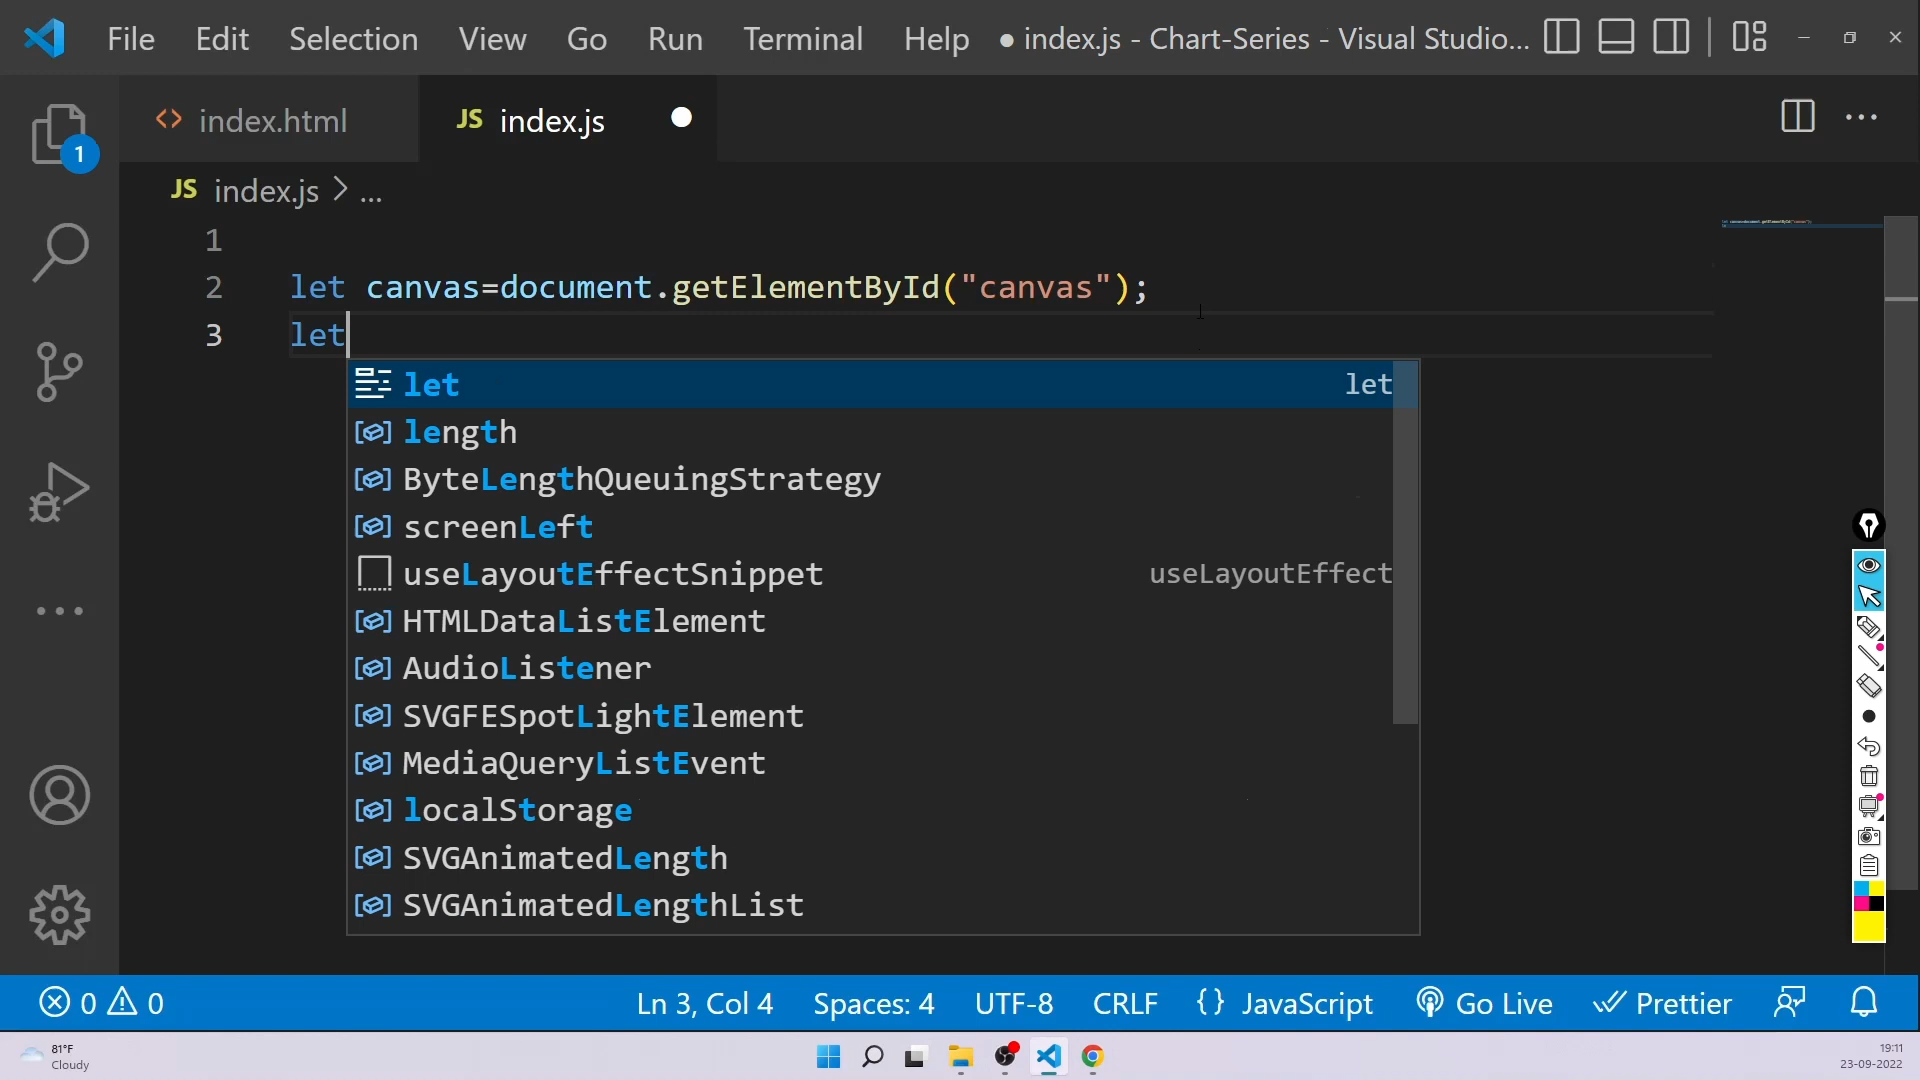 File Edit Selection View Go Run Terminal Help ● index.js - Chart-Series - Visual Studio...
index.html JS index.js
JS index.js > ...
1
1
2 let canvas=document.getElementById("canvas");
3 let
let let
length
ByteLengthQueuingStrategy
screenLeft
useLayoutEffectSnippet useLayoutEffect
HTMLDataListElement
AudioListener
SVGFESpotLightElement
MediaQueryListEvent
localStorage
SVGAnimatedLength
SVGAnimatedLengthList
0 0 Ln 3, Col 4 Spaces: 4 UTF-8 CRLF {} JavaScript Go Live Prettier
81°F
Cloudy
19:11
23-09-2022